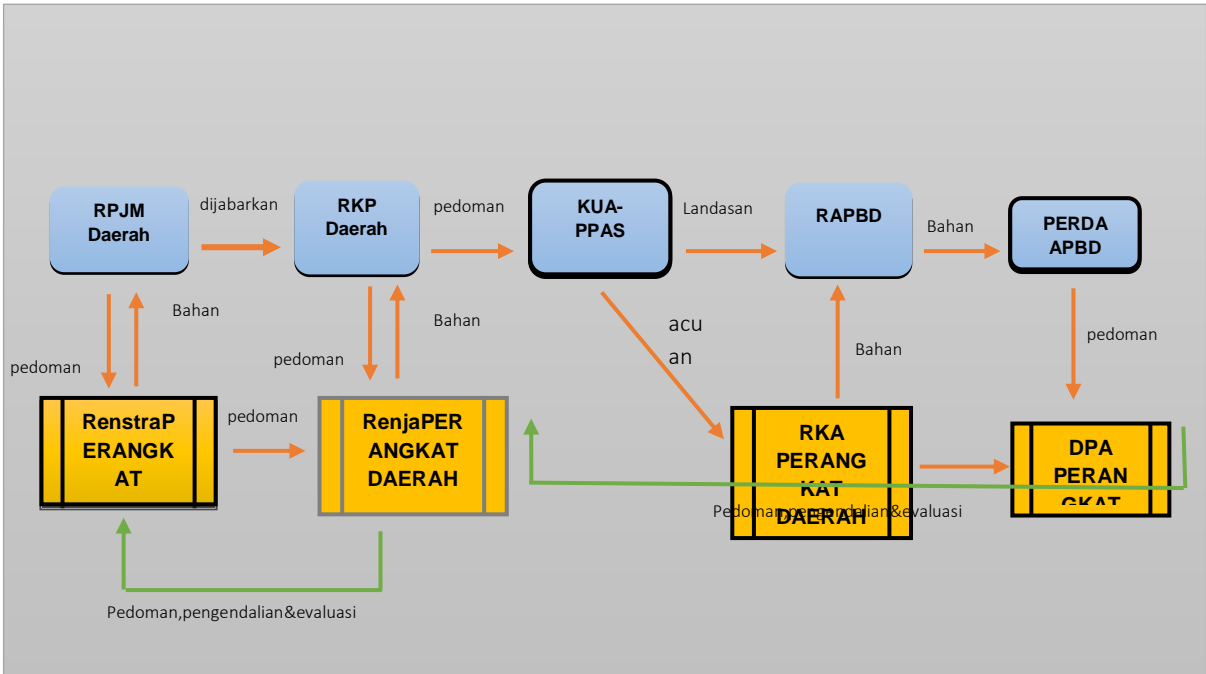 RPJM
Daerah
dijabarkan
RKP
Daerah
pedoman
KUA-
PPAS
Landasan
RAPBD
Bahan
PERDA
APBD
pedoman
Bahan
pedoman
Bahan
acu
an
Bahan
pedoman
RenstraP
ERANGK
AT
pedoman
RenjaPER
ANGKAT
DAERAH
RKA
PERANG
KAT
DAERAH
DPA
PERAN
GKAT
Pedoman,pengendalian&evaluasi
Pedoman,pengendalian&evaluasi